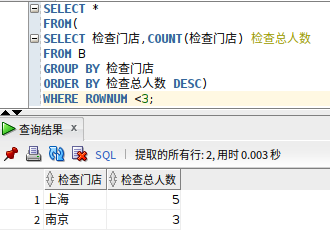 SELECT *
FROM(
SELECT 检查门店,COUNT(检查门店) 检查总人数
FROM B
GROUP BY 检查门店
ORDER BY 检查总人数 DESC)
WHERE ROWNUM <3;
查询结果 x
SQL | 提取的所有行: 2, 用时 0.003 秒
检查门店 检查总人数
1 上海 5
2 南京 3